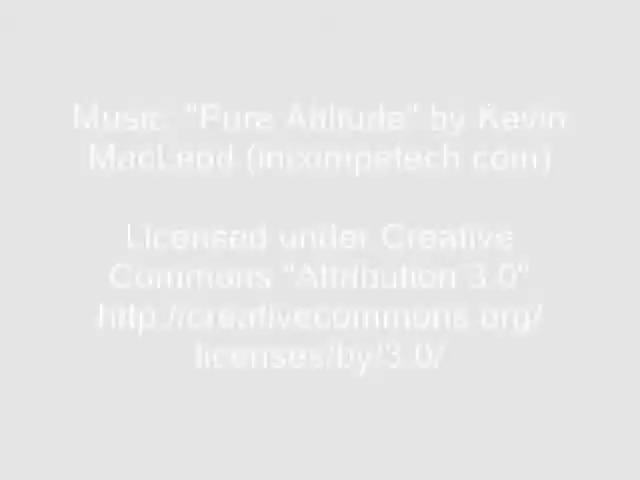 Music: "Pure Attitude" by Kevin
MacLeod (incompetech.com)
Licensed under Creative
Commons "Attribution 3.0"
http://creativecommons.org/
licenses/by/3.0/